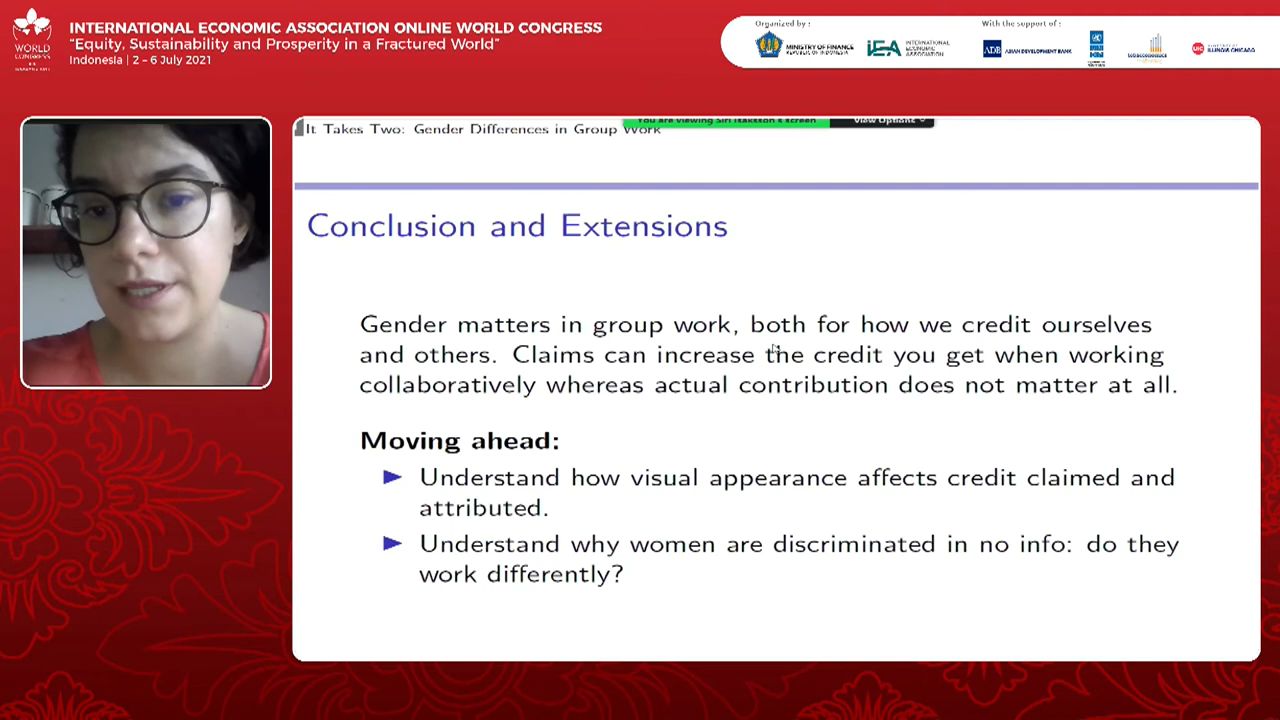 INTERNATIONAL ECONOMIC ASSOCIATION ONLINE WORLD CONGRESS
"Equity, Sustainability and Prosperity in a Fractured World"
Indonesia | 2 - 6 July 2021
WORLD
CONGRESS
Organized by :
MINISTRY OF FINANCE
REPUBLIC OF INDONESIA
IEA
INTERNATIONAL
ECONOMIC
ASSOCIATION
With the support of :
ADB
ASIAN DEVELOPMENT BANK
UIC
ILLINOIS CHICAGO
You are viewing Siri Isaksson's screen
View Options
It Takes Two: Gender Differences in Group Work
Conclusion and Extensions
Gender matters in group work, both for how we credit ourselves
and others. Claims can increase the credit you get when working
collaboratively whereas actual contribution does not matter at all.
Moving ahead:
Understand how visual appearance affects credit claimed and
attributed.
Understand why women are discriminated in no info: do they
work differently?